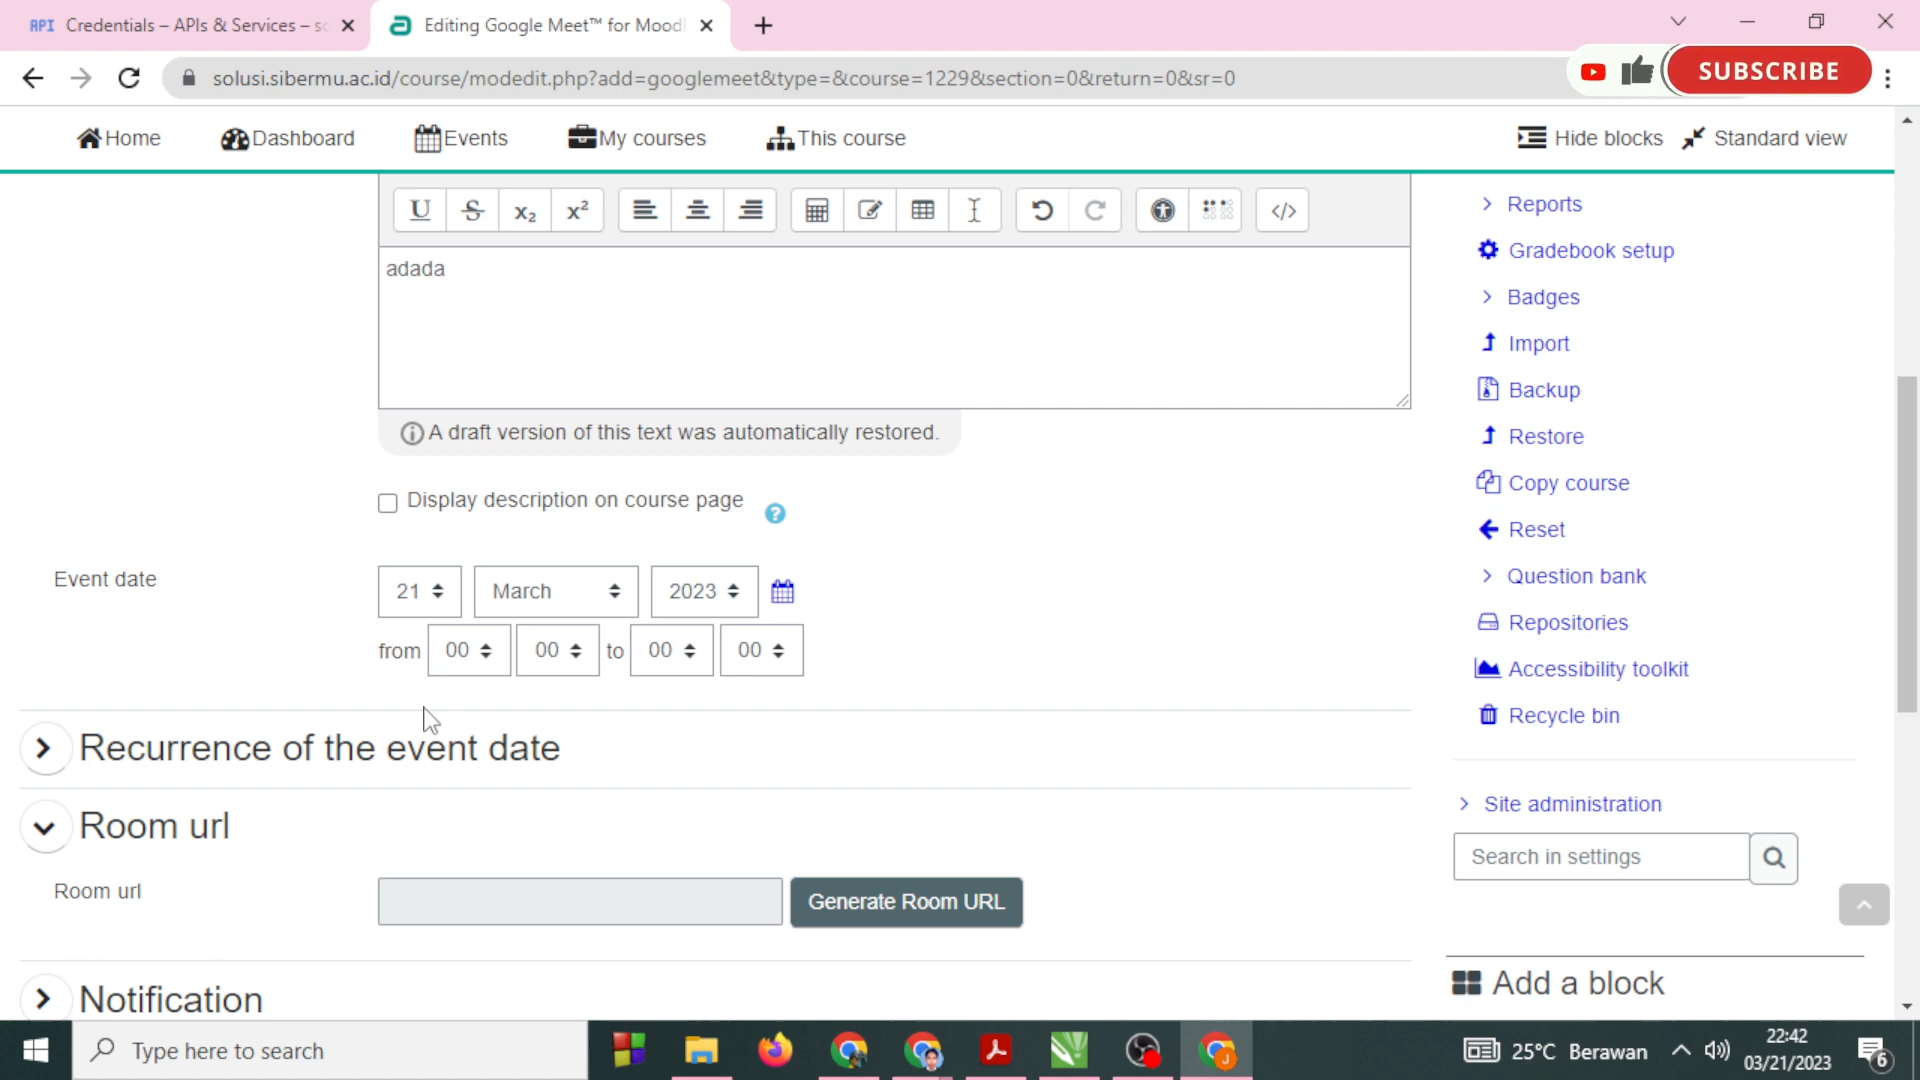 API Credentials – APIs & Services – sc
Editing Google Meet™ for Moodl
solusi.sibermu.ac.id/course/modedit.php?add=googlemeet&type=&course=1229&section=0&return=0&sr=0
SUBSCRIBE
Home
Dashboard
Events
My courses
This course
Hide blocks
Standard view
adada
A draft version of this text was automatically restored.
Display description on course page
Event date
21
March
2023
from 00 00 to 00 00
Recurrence of the event date
Room url
Room url
Generate Room URL
Notification
Reports
Gradebook setup
Badges
Import
Backup
Restore
Copy course
Reset
Question bank
Repositories
Accessibility toolkit
Recycle bin
Site administration
Search in settings
Add a block
Type here to search
25°C Berawan
22:42
03/21/2023
6